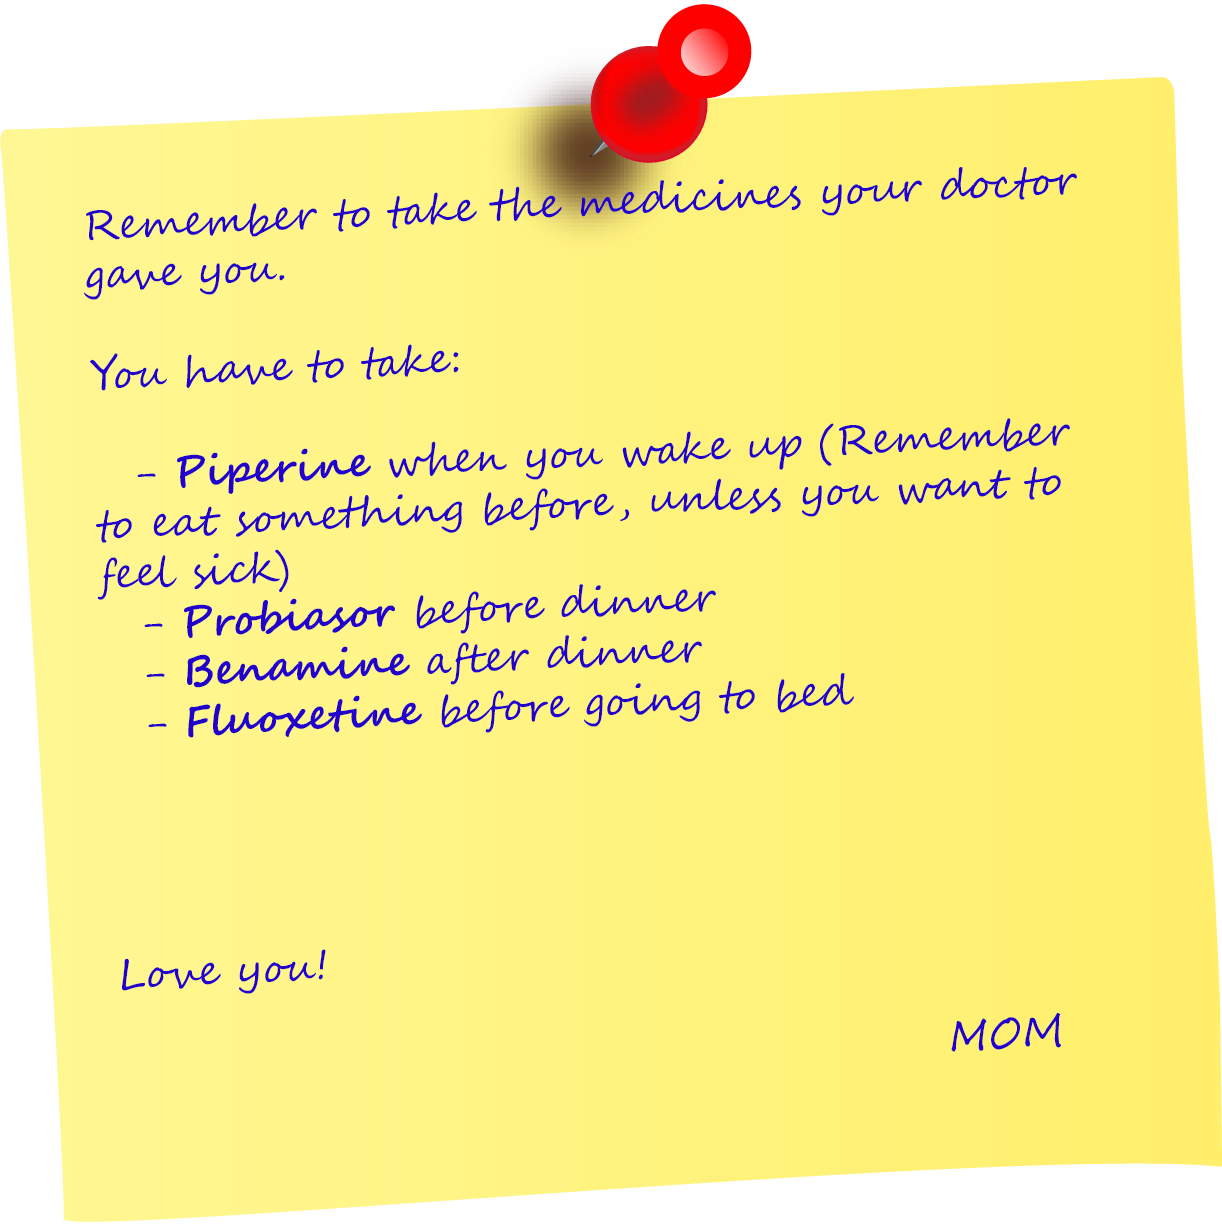 Remember to take the medicines your doctor
gave you.
You have to take:
- Piperine when you wake up (Remember
to eat something before, unless you want to
feel sick)
- Probiasor before dinner
- Benamine after dinner
- Fluoxetine before going to bed
Love you!
MOM